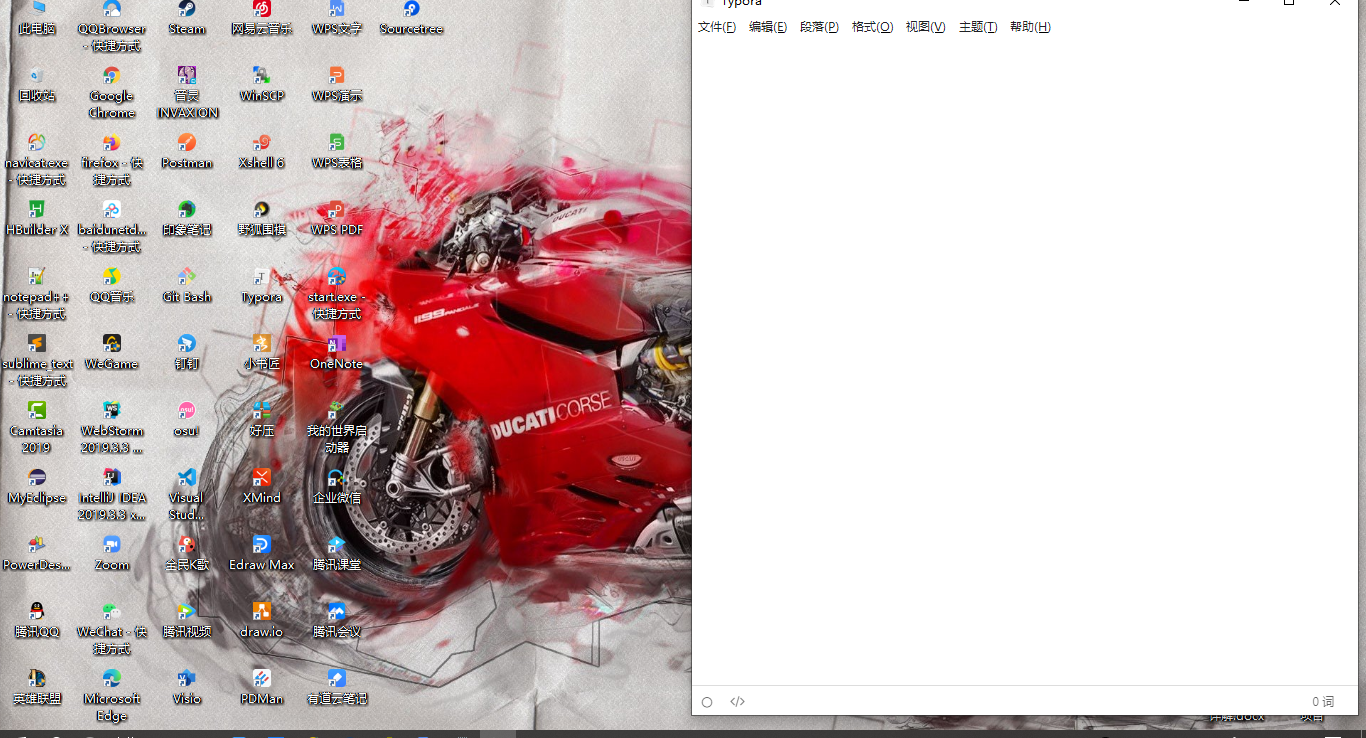 此电脑
QQBrowser
- 快捷方式
Steam
网易云音乐
WPS文字
Sourcetree
回收站
Google
Chrome
音灵
INVAXION
WinSCP
WPS演示
navicat.exe
- 快捷方式
firefox - 快
捷方式
Postman
Xshell 6
WPS表格
HBuilder X
baidunetd...
- 快捷方式
印象笔记
野狐围棋
WPS PDF
notepad++
- 快捷方式
QQ音乐
Git Bash
Typora
start.exe -
快捷方式
sublime_text
- 快捷方式
WeGame
钉钉
小书匠
OneNote
Camtasia
2019
WebStorm
2019.3.3 ...
osu!
好压
我的世界启
动器
MyEclipse
IntelliJ IDEA
2019.3.3 x...
Visual
Stud...
XMind
企业微信
PowerDes...
Zoom
全民K歌
Edraw Max
腾讯课堂
腾讯QQ
WeChat - 快
捷方式
腾讯视频
draw.io
腾讯会议
英雄联盟
Microsoft
Edge
Visio
PDMan
有道云笔记
DUCATI
1199 PANIGALE
DUCATICORSE
Typora
文件(F) 编辑(E) 段落(P) 格式(O) 视图(V) 主题(T) 帮助(H)
</> 0 词
详解.docx
项目